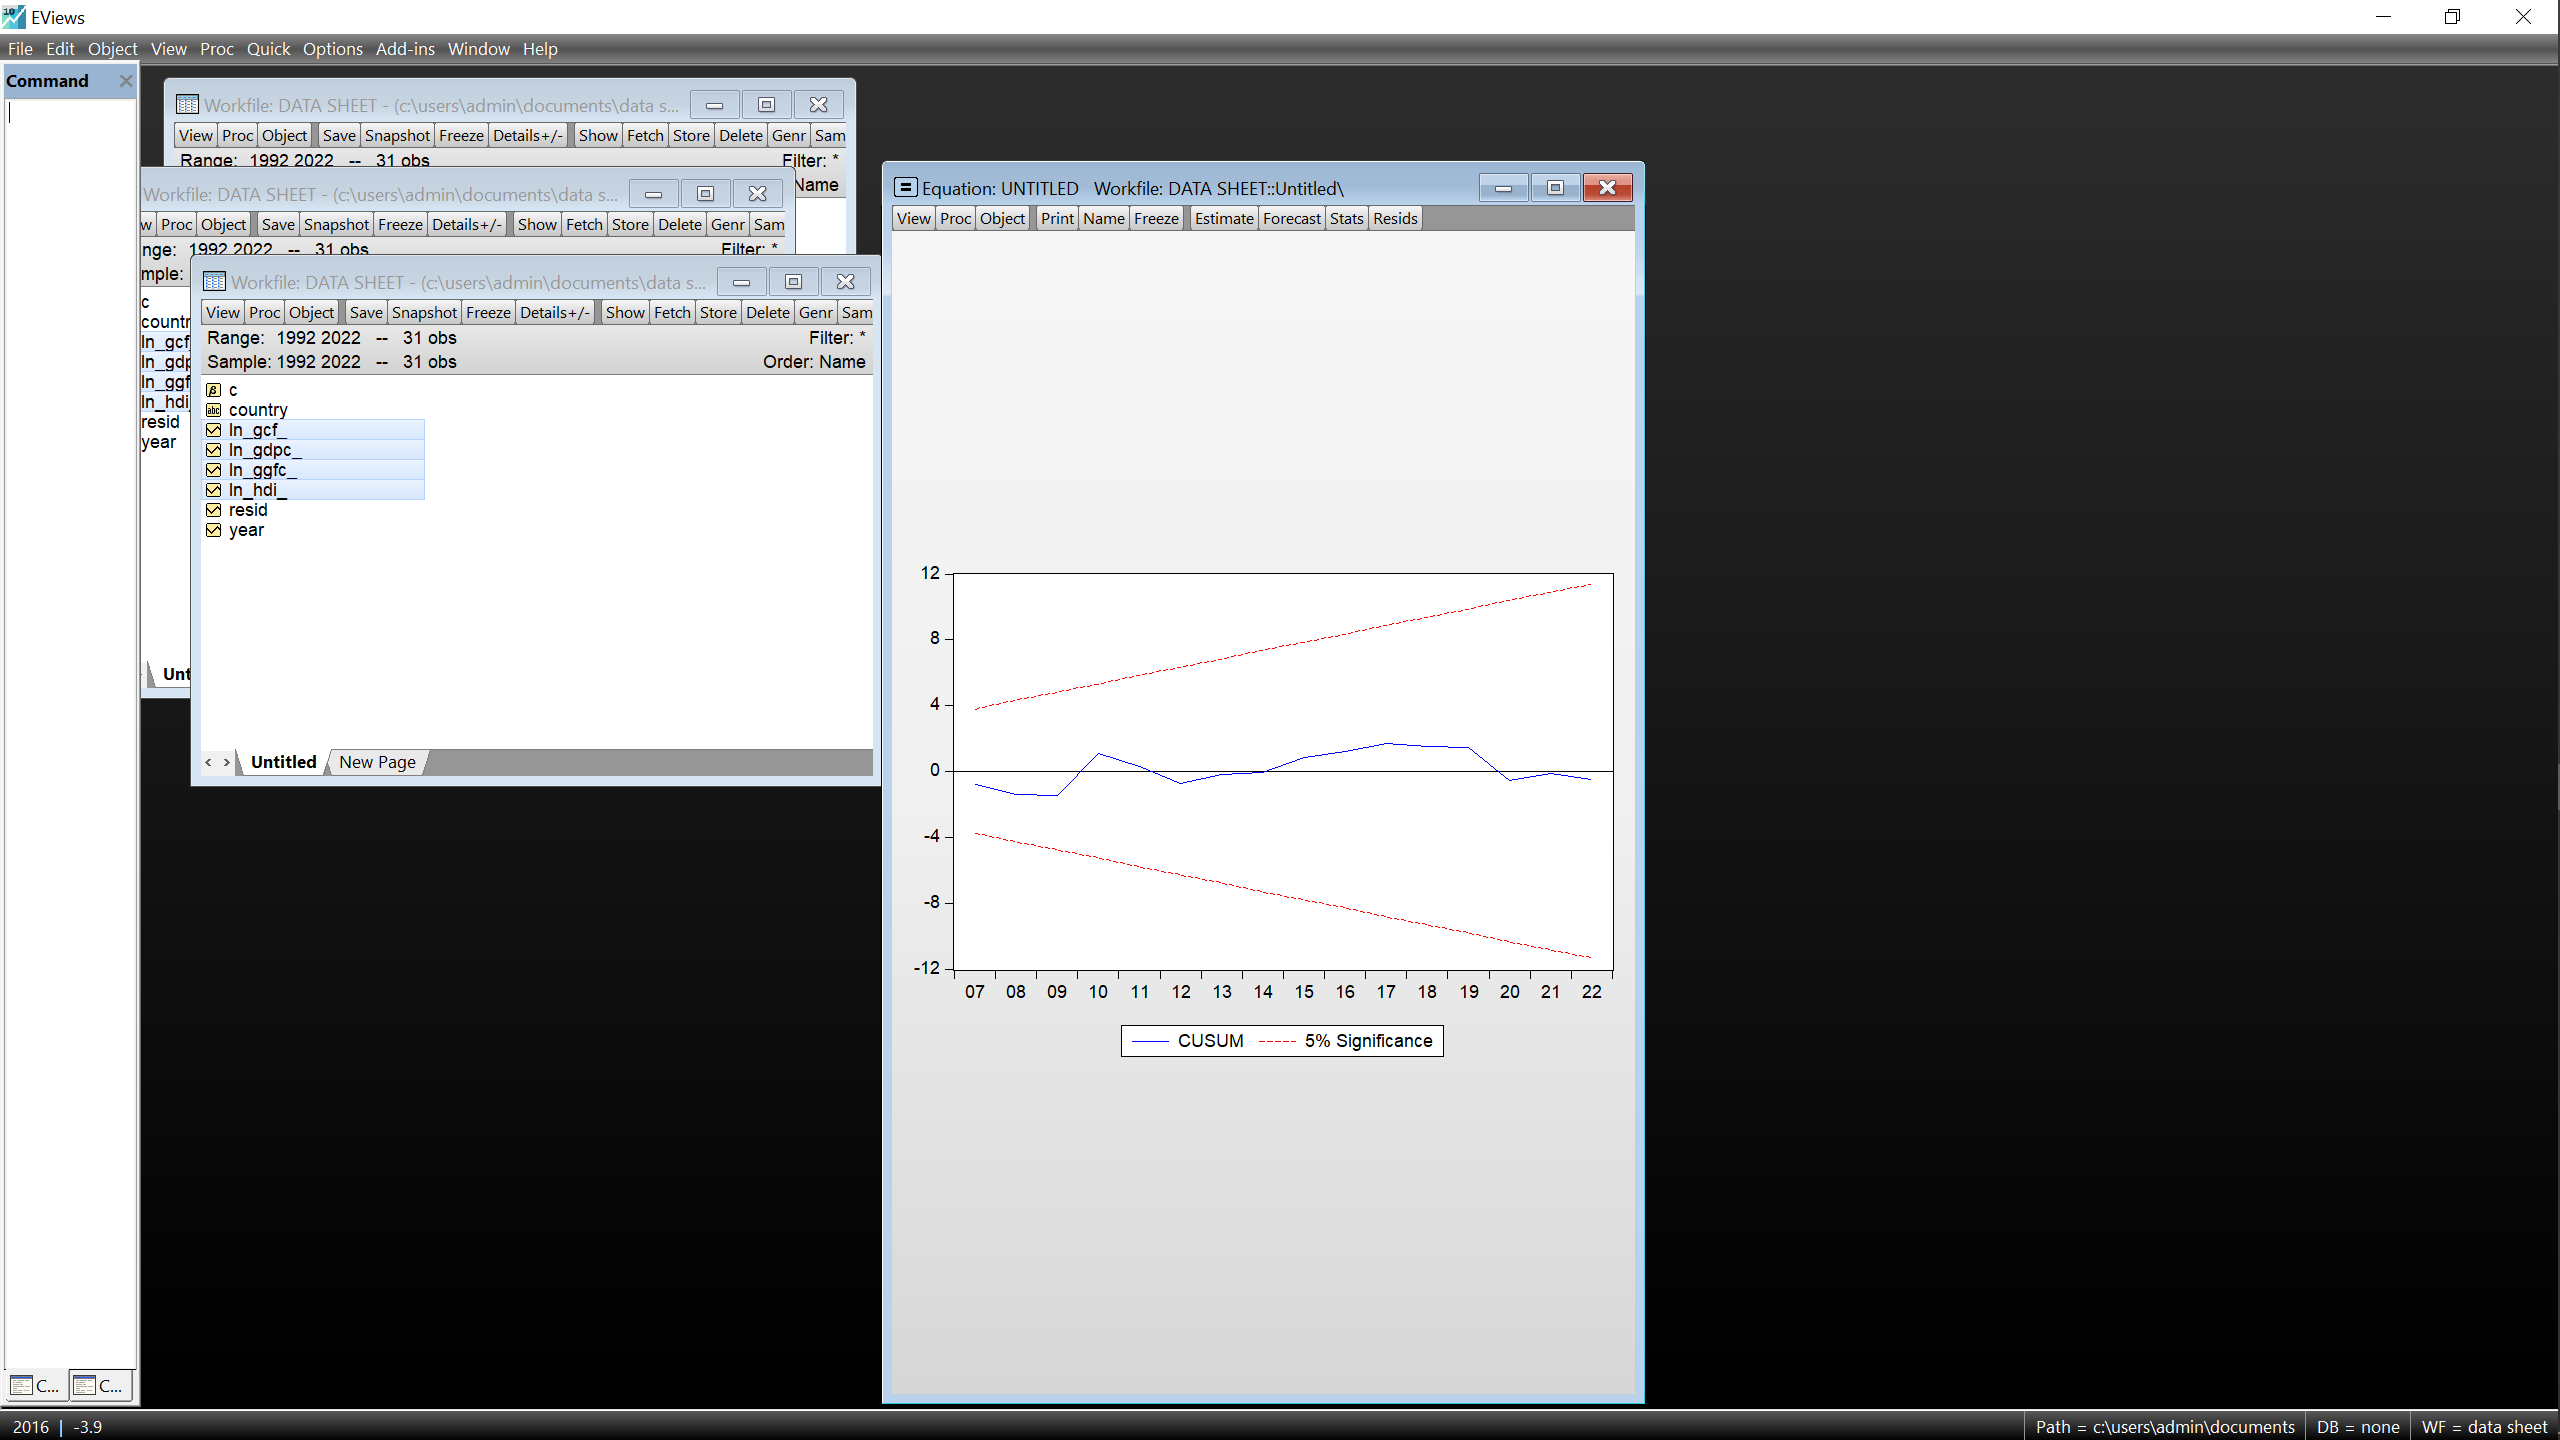 EViews
File Edit Object View Proc Quick Options Add-ins Window Help
Command
Workfile: DATA SHEET - (c:\users\admin\documents\data s...
View Proc Object Save Snapshot Freeze Details+/- Show Fetch Store Delete Genr Sam
Range: 1992 2022 -- 31 obs Filter: *
Name
Workfile: DATA SHEET - (c:\users\admin\documents\data s...
w Proc Object Save Snapshot Freeze Details+/- Show Fetch Store Delete Genr Sam
nge: 1992 2022 -- 31 obs Filter: *
mple:
c
countr
ln_gcf
ln_gdp
ln_ggf
ln_hdi
resid
year
Unt
Workfile: DATA SHEET - (c:\users\admin\documents\data s...
View Proc Object Save Snapshot Freeze Details+/- Show Fetch Store Delete Genr Sam
Range: 1992 2022 -- 31 obs Filter: *
Sample: 1992 2022 -- 31 obs Order: Name
c
country
ln_gcf_
ln_gdpc_
ln_ggfc_
ln_hdi_
resid
year
Untitled New Page
Equation: UNTITLED Workfile: DATA SHEET::Untitled\
View Proc Object Print Name Freeze Estimate Forecast Stats Resids
12
8
4
0
-4
-8
-12
07 08 09 10 11 12 13 14 15 16 17 18 19 20 21 22
CUSUM 5% Significance
C... C...
2016 | -3.9
Path = c:\users\admin\documents DB = none WF = data sheet